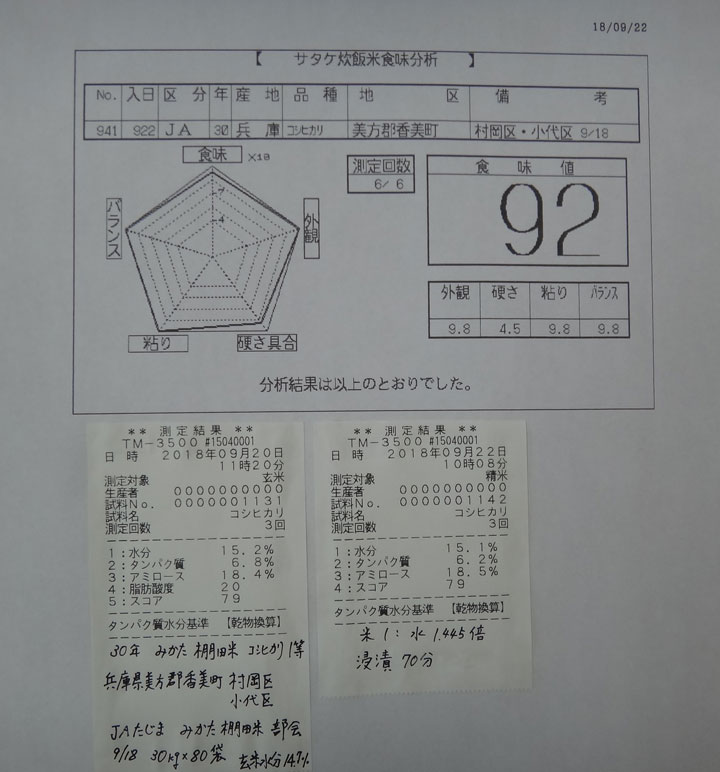 18/09/22
【 サタケ炊飯米食味分析 】
No. 入日 区分 年 産地 品種 地区 備考
941 922 JA 30 兵庫 コシヒカリ 美方郡香美町 村岡区・小代区 9/18
食味 ×10
7
4
バランス
外観
粘り
硬さ具合
測定回数
6/ 6
食味値
92
外観 硬さ 粘り バランス
9.8 4.5 9.8 9.8
分析結果は以上のとおりでした。
** 測定結果 **
TM-3500 #15040001
日時 2018年09月20日
11時20分
測定対象 玄米
生産者 0000000000
試料No. 0000001131
試料名 コシヒカリ
測定回数 3回
1:水分 15.2%
2:タンパク質 6.8%
3:アミロース 18.4%
4:脂肪酸度 20
5:スコア 79
タンパク質水分基準 【乾物換算】
30年 みかた棚田米 コシヒカリ 1等
兵庫県美方郡香美町 村岡区
小代区
JAたじま みかた棚田米 部会
9/18 30kg×80袋 玄米水分14.7%
** 測定結果 **
TM-3500 #15040001
日時 2018年09月22日
10時08分
測定対象 精米
生産者 0000000000
試料No. 0000001142
試料名 コシヒカリ
測定回数 3回
1:水分 15.1%
2:タンパク質 6.2%
3:アミロース 18.5%
4:スコア 79
タンパク質水分基準 【乾物換算】
米1:水1.445倍
浸漬 70分